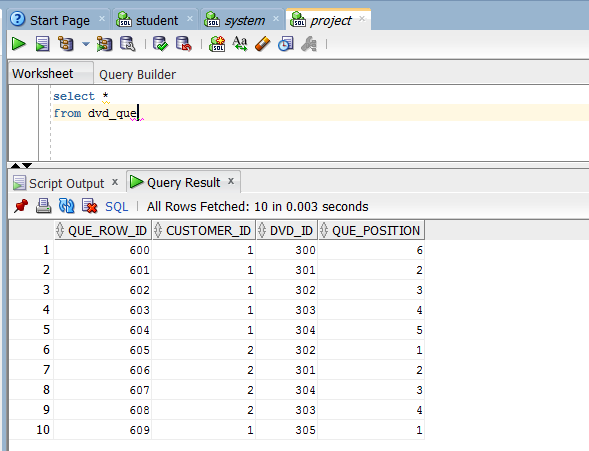 Start Page student system project
Worksheet Query Builder
select *
from dvd_que
Script Output x Query Result x
SQL | All Rows Fetched: 10 in 0.003 seconds
QUE_ROW_ID CUSTOMER_ID DVD_ID QUE_POSITION
1 600 1 300 6
2 601 1 301 2
3 602 1 302 3
4 603 1 303 4
5 604 1 304 5
6 605 2 302 1
7 606 2 301 2
8 607 2 304 3
9 608 2 303 4
10 609 1 305 1